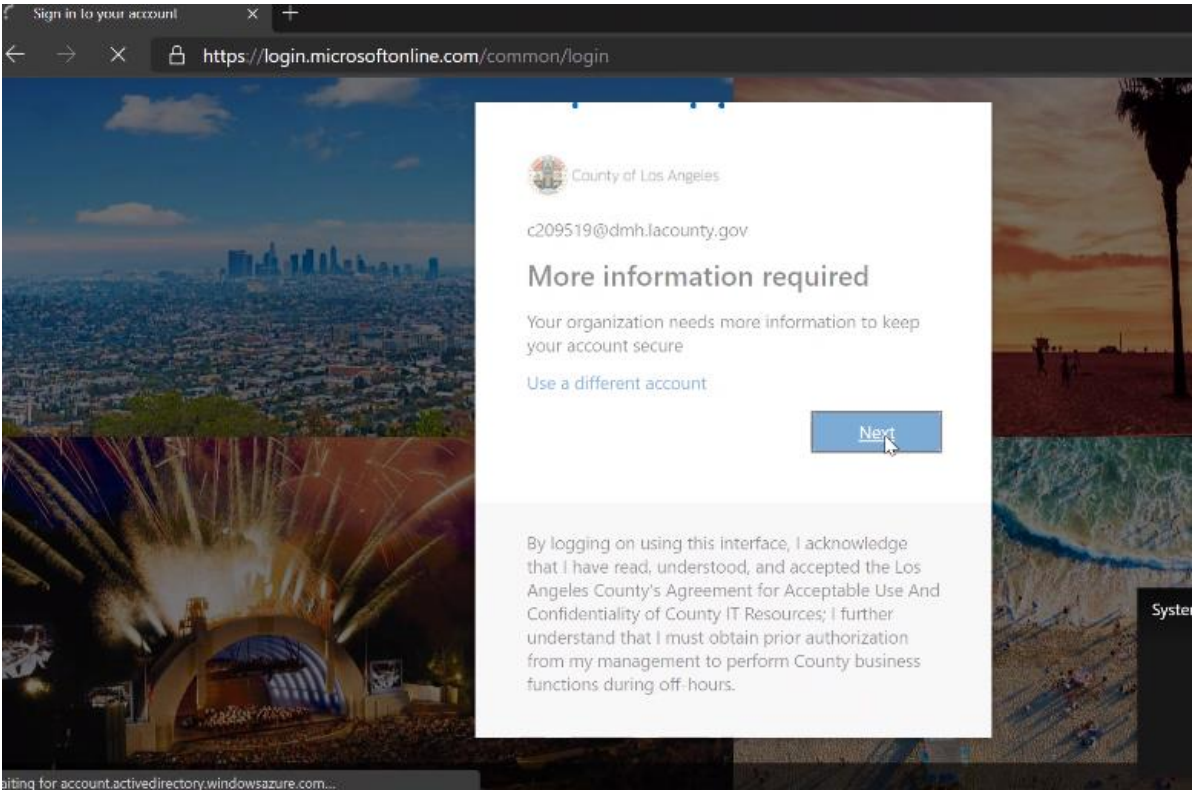 Sign in to your account
https://login.microsoftonline.com/common/login
County of Los Angeles
c209519@dmh.lacounty.gov
More information required
Your organization needs more information to keep
your account secure
Use a different account
Next
By logging on using this interface, I acknowledge
that I have read, understood, and accepted the Los
Angeles County's Agreement for Acceptable Use And
Confidentiality of County IT Resources; I further
understand that I must obtain prior authorization
from my management to perform County business
functions during off-hours.
for account.activedirectory.windowsazure.com...